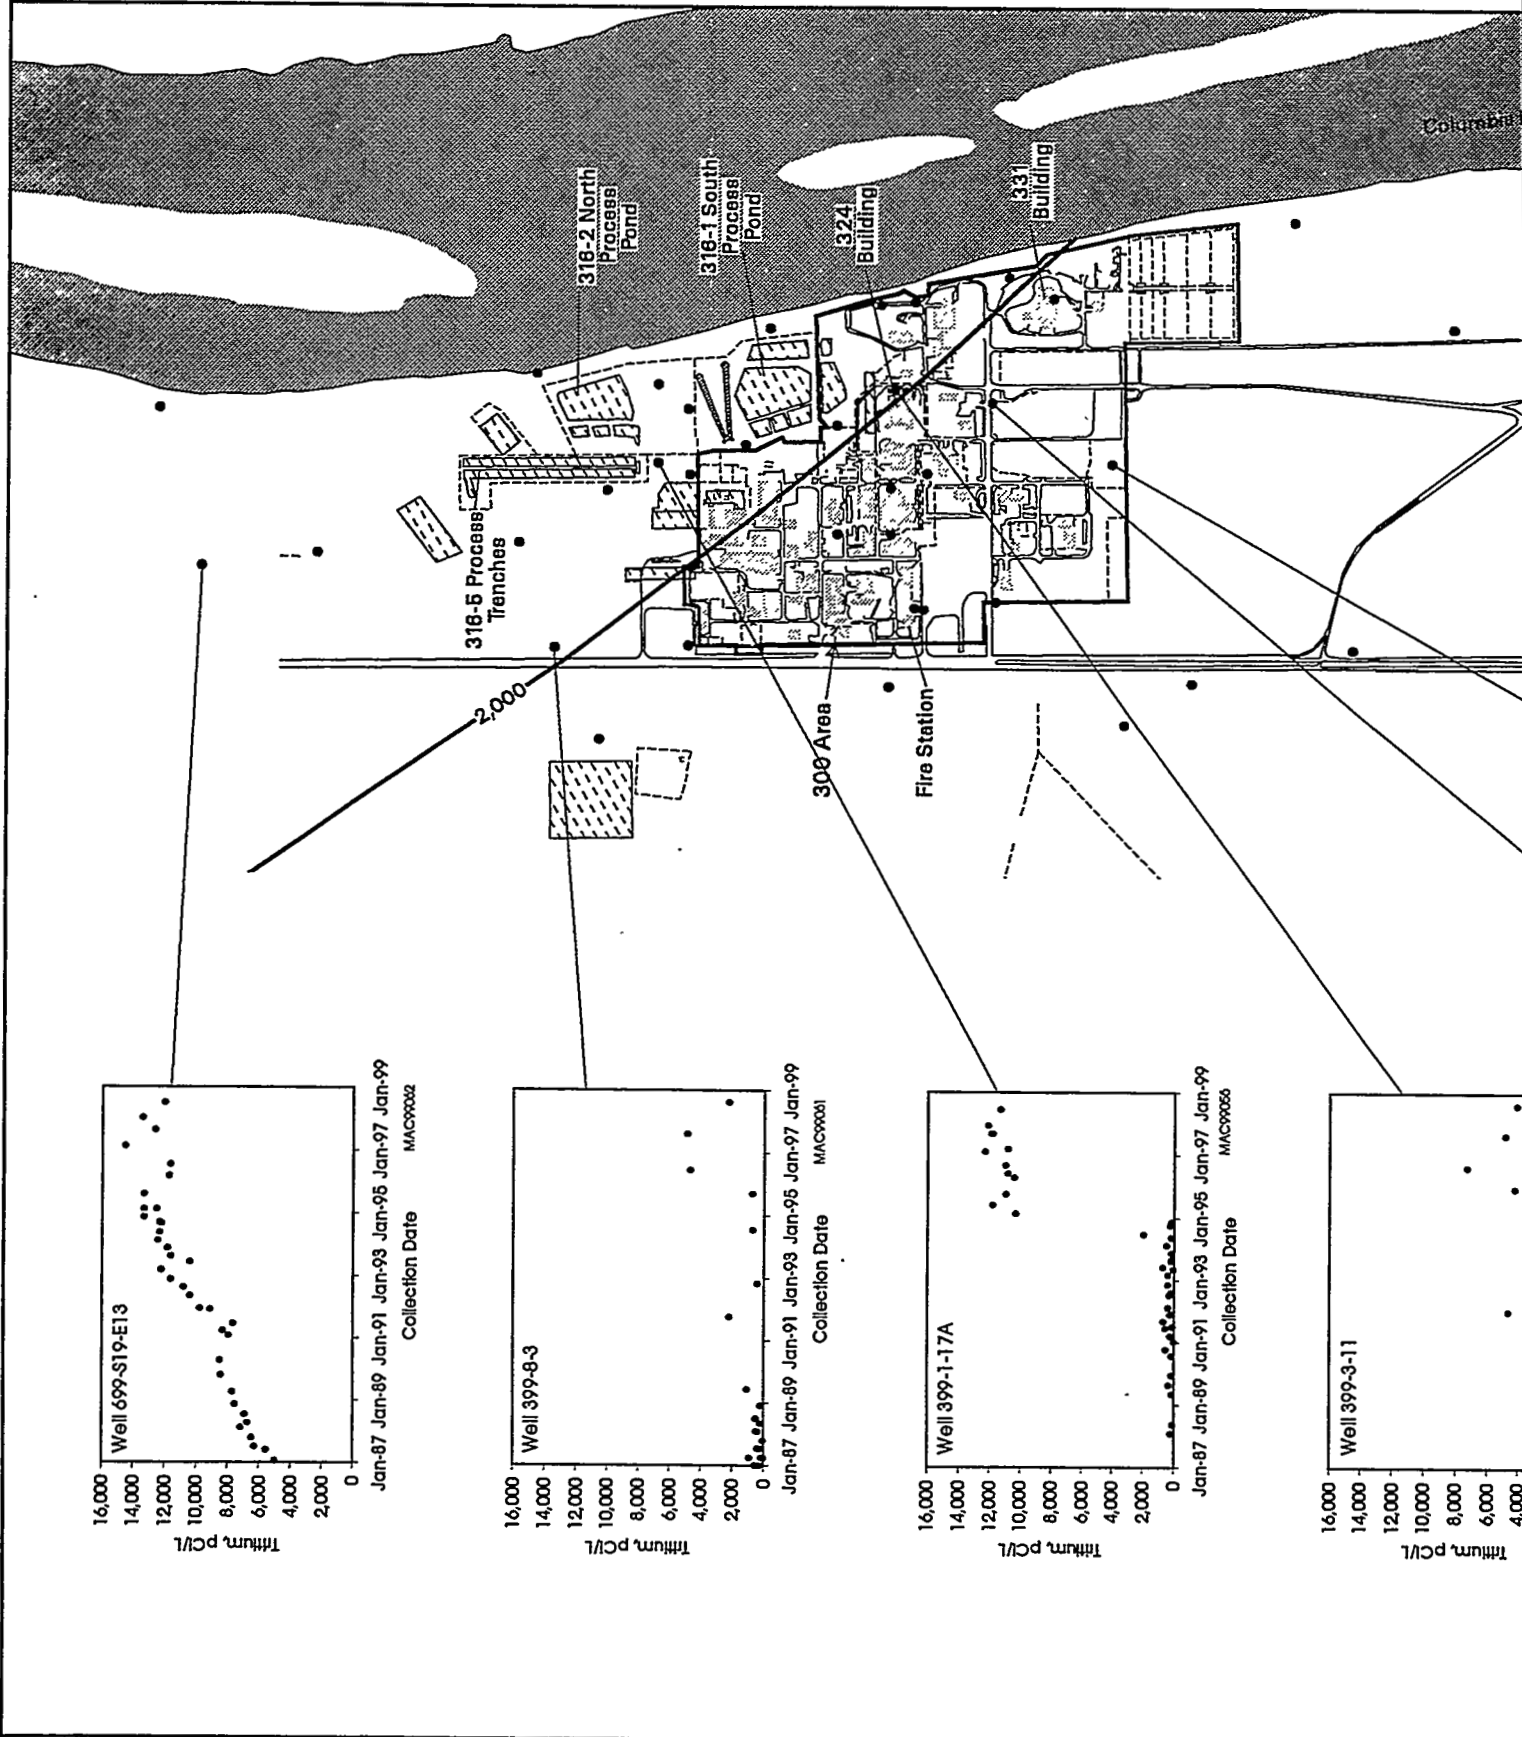 Columbia
316-2 North
Process
Pond
316-1 South
Process
Pond
324
Building
331
Building
316-5 Process
Trenches
2,000
300 Area
Fire Station
Well 699-S19-E13
16,000
14,000
12,000
10,000
8,000
6,000
4,000
2,000
0
Tritium, pCi/L
Jan-87 Jan-89 Jan-91 Jan-93 Jan-95 Jan-97 Jan-99
Collection Date
MAC99062
Well 399-8-3
16,000
14,000
12,000
10,000
8,000
6,000
4,000
2,000
0
Tritium, pCi/L
Jan-87 Jan-89 Jan-91 Jan-93 Jan-95 Jan-97 Jan-99
Collection Date
MAC99061
Well 399-1-17A
16,000
14,000
12,000
10,000
8,000
6,000
4,000
2,000
0
Tritium, pCi/L
Jan-87 Jan-89 Jan-91 Jan-93 Jan-95 Jan-97 Jan-99
Collection Date
MAC99056
Well 399-3-11
16,000
14,000
12,000
10,000
8,000
6,000
4,000
Tritium, pCi/L